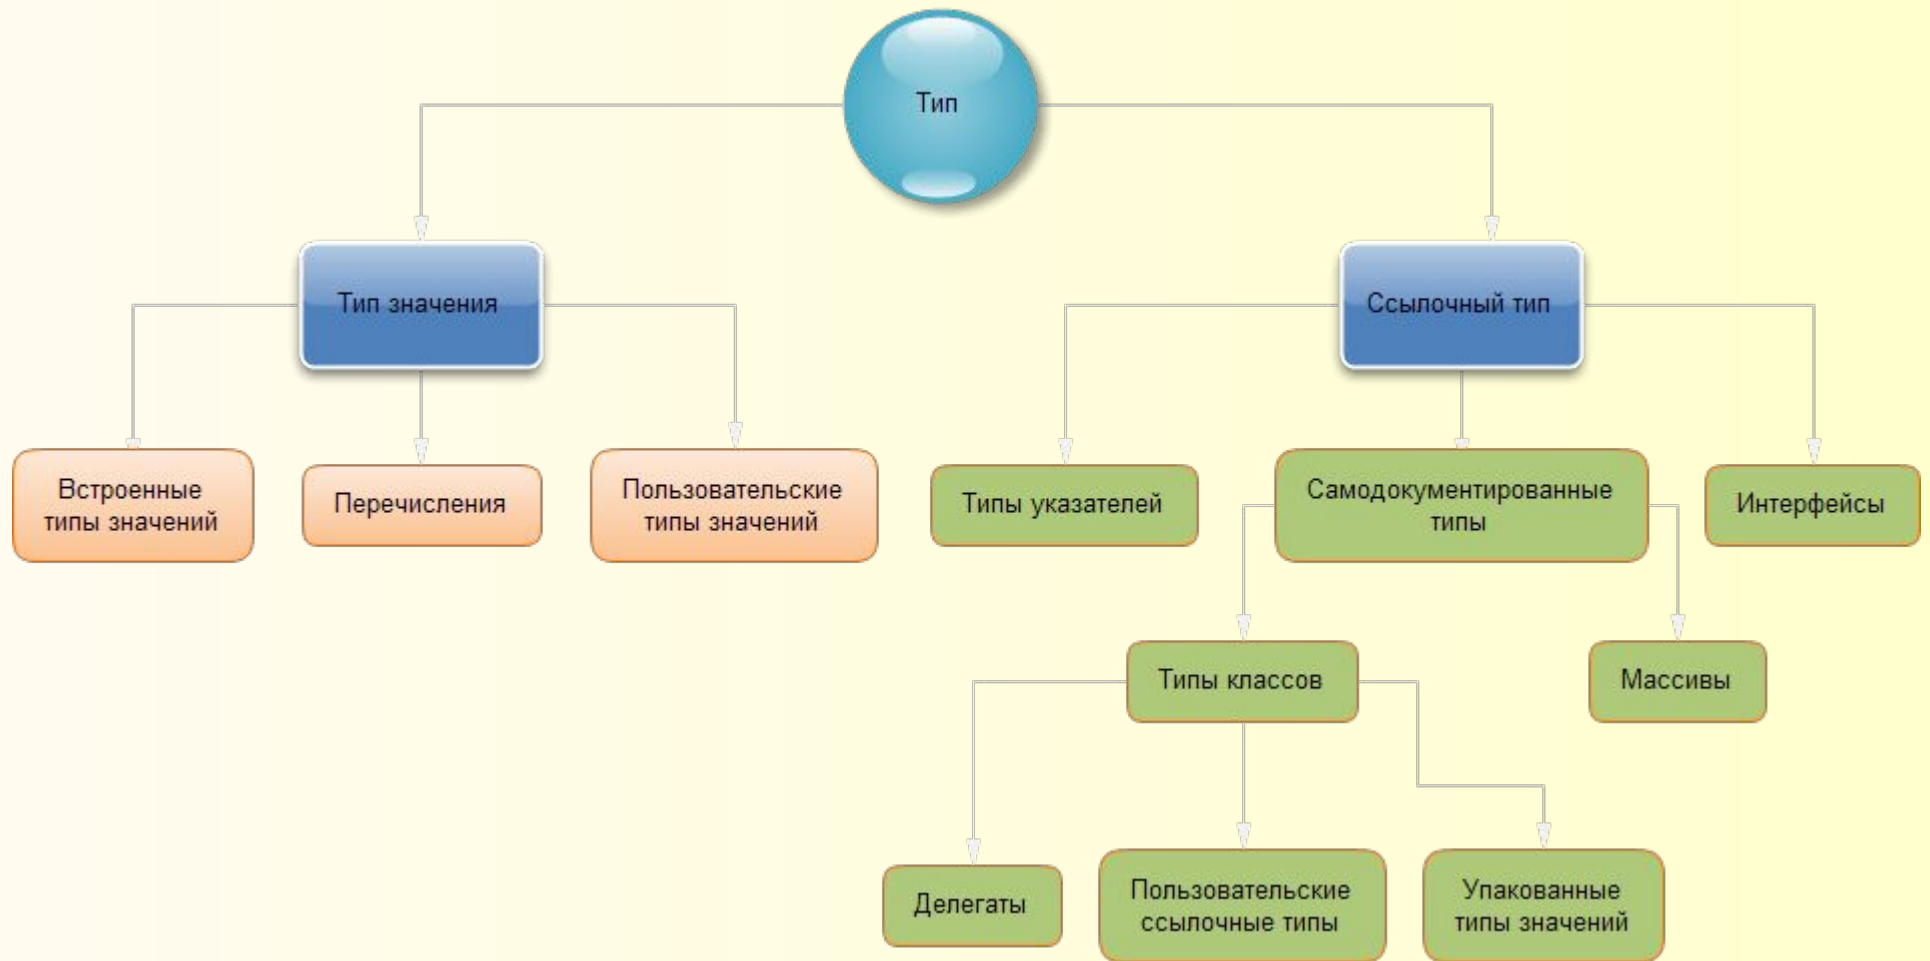 Тип
Тип значения
Ссылочный тип
Встроенные
типы значений
Перечисления
Пользовательские
типы значений
Типы указателей
Самодокументированные
типы
Интерфейсы
Типы классов
Массивы
Делегаты
Пользовательские
ссылочные типы
Упакованные
типы значений